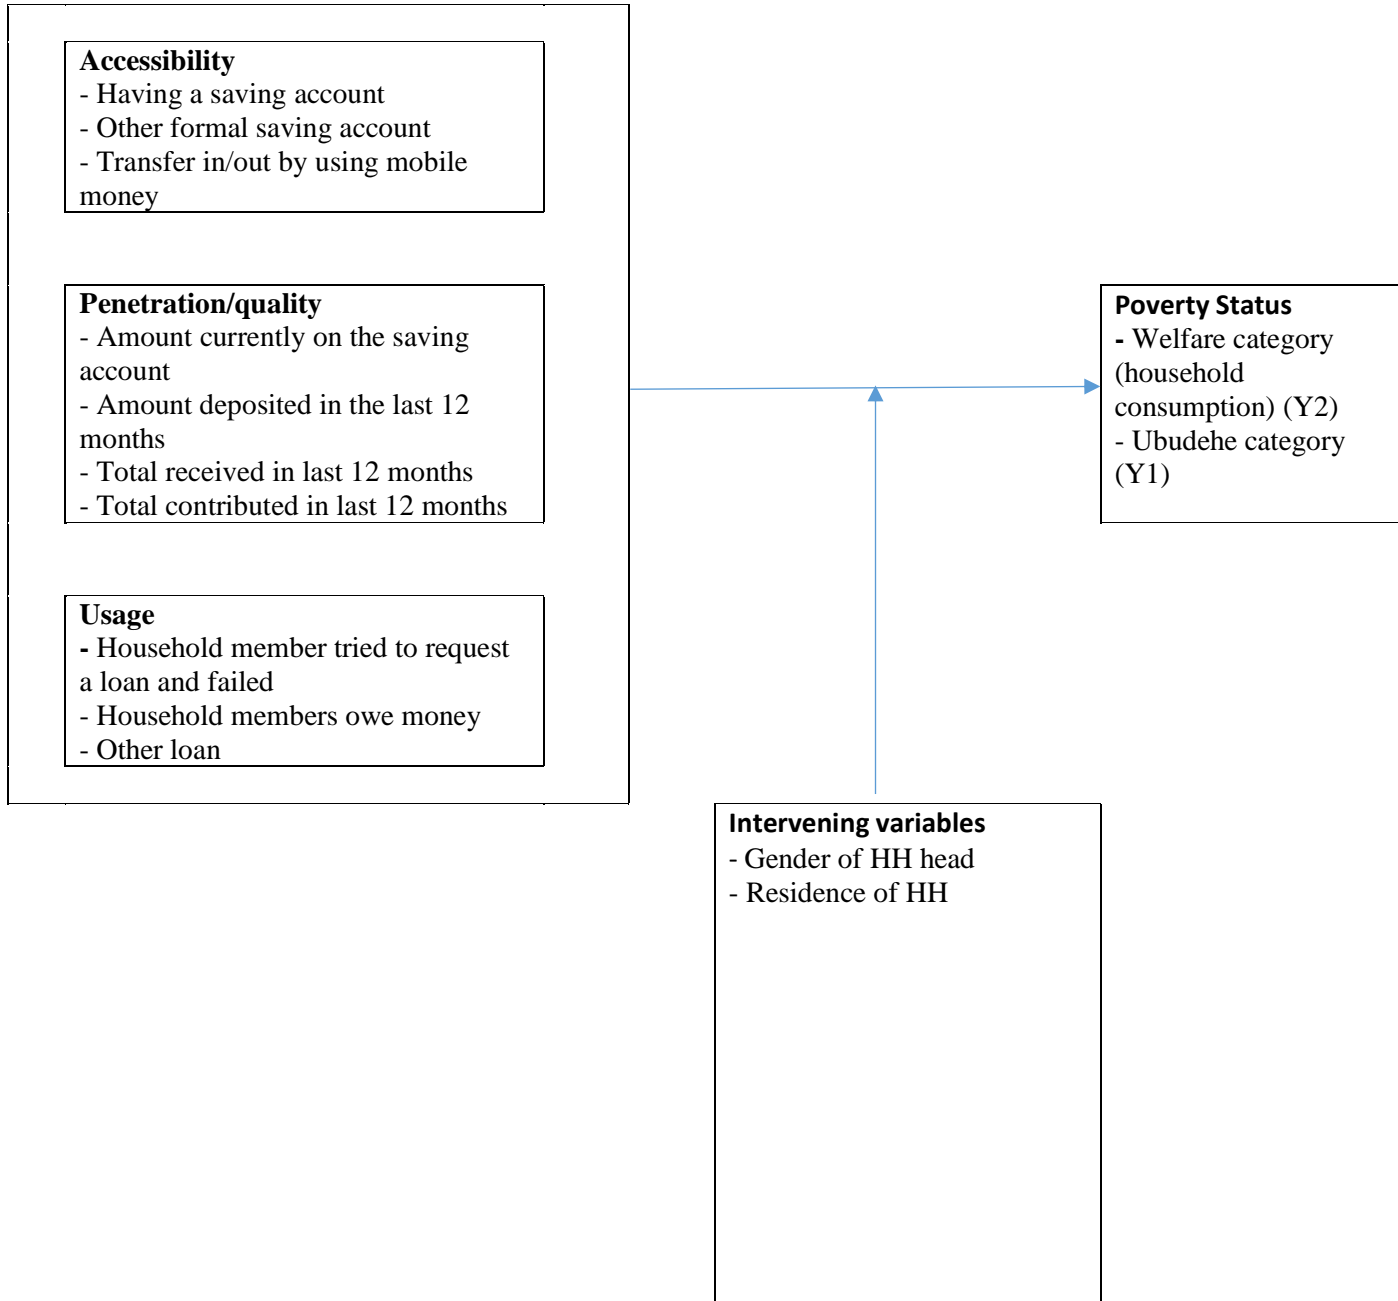 Accessibility
- Having a saving account
- Other formal saving account
- Transfer in/out by using mobile
money
Penetration/quality
- Amount currently on the saving
account
- Amount deposited in the last 12
months
- Total received in last 12 months
- Total contributed in last 12 months
Usage
- Household member tried to request
a loan and failed
- Household members owe money
- Other loan
Poverty Status
- Welfare category
(household
consumption) (Y2)
- Ubudehe category
(Y1)
Intervening variables
- Gender of HH head
- Residence of HH